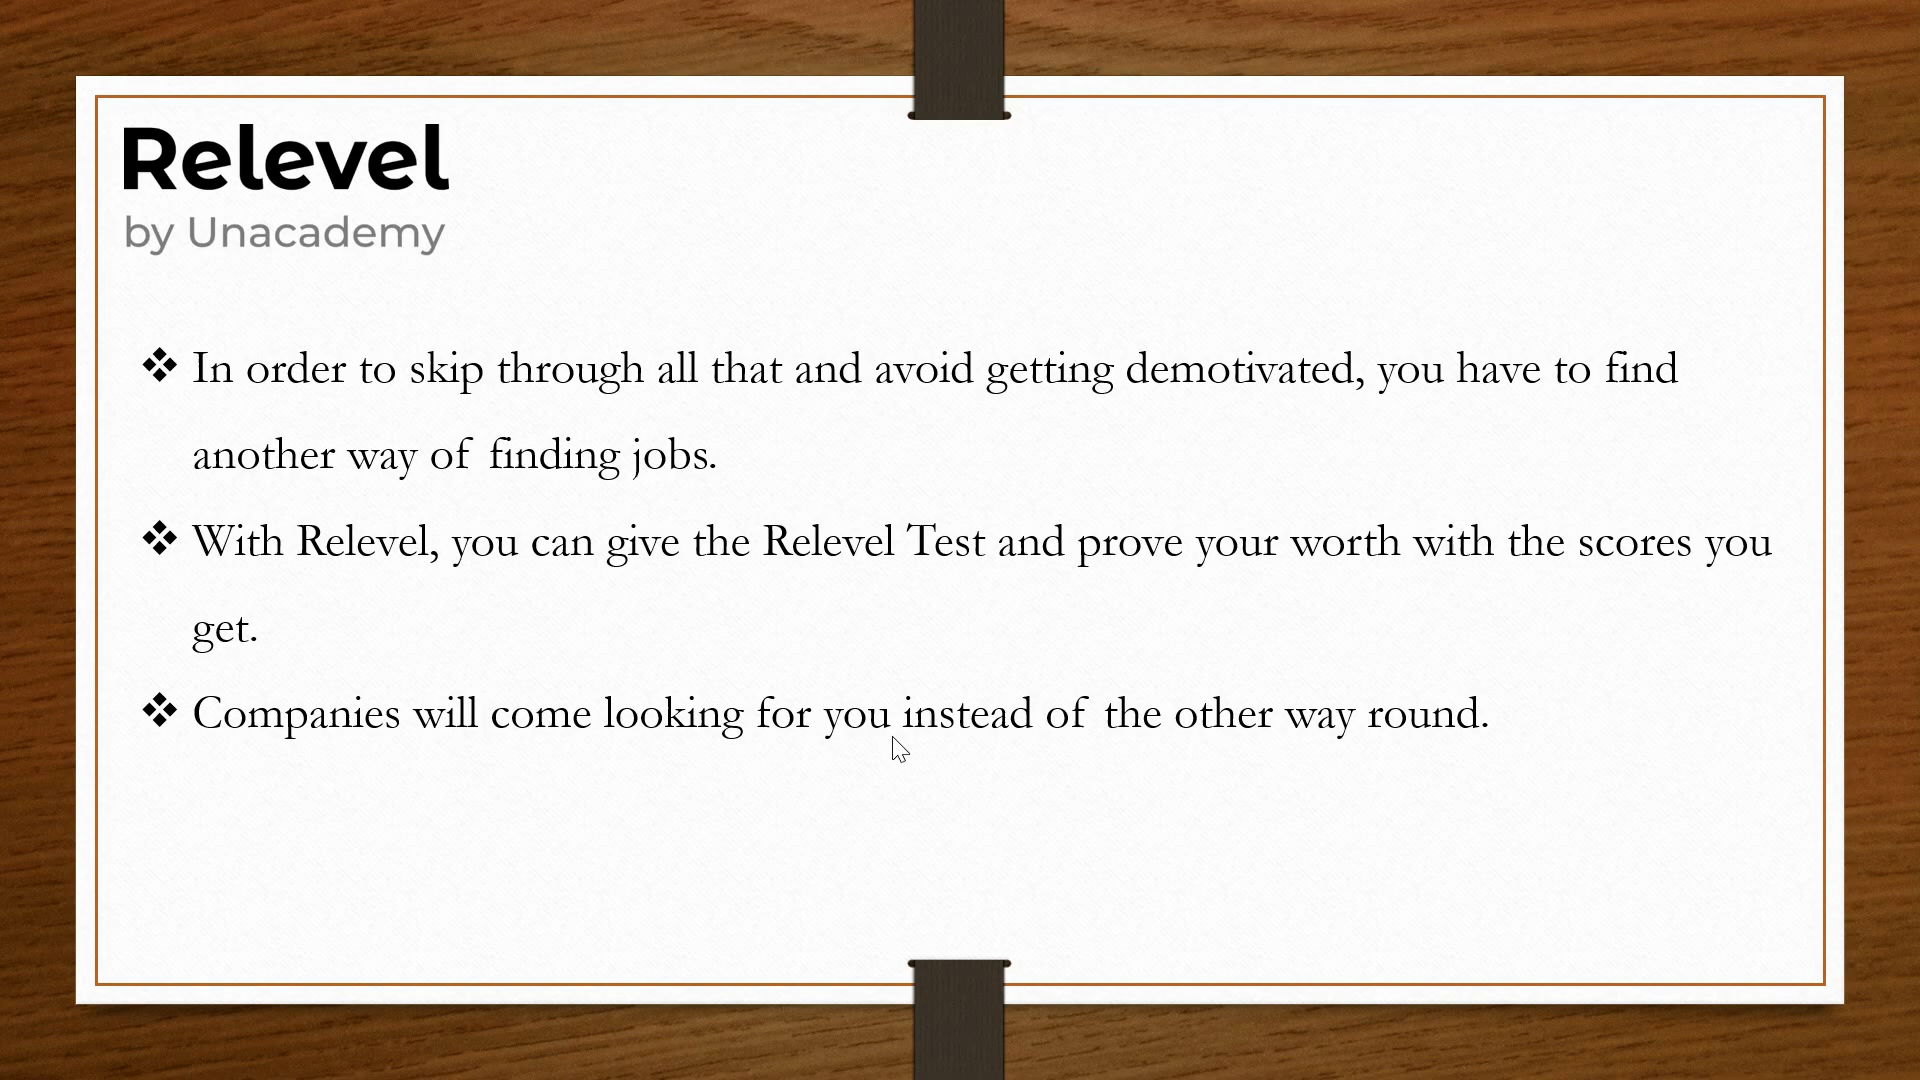 Relevel
by Unacademy
❖ In order to skip through all that and avoid getting demotivated, you have to find
another way of finding jobs.
❖ With Relevel, you can give the Relevel Test and prove your worth with the scores you
get.
❖ Companies will come looking for you instead of the other way round.